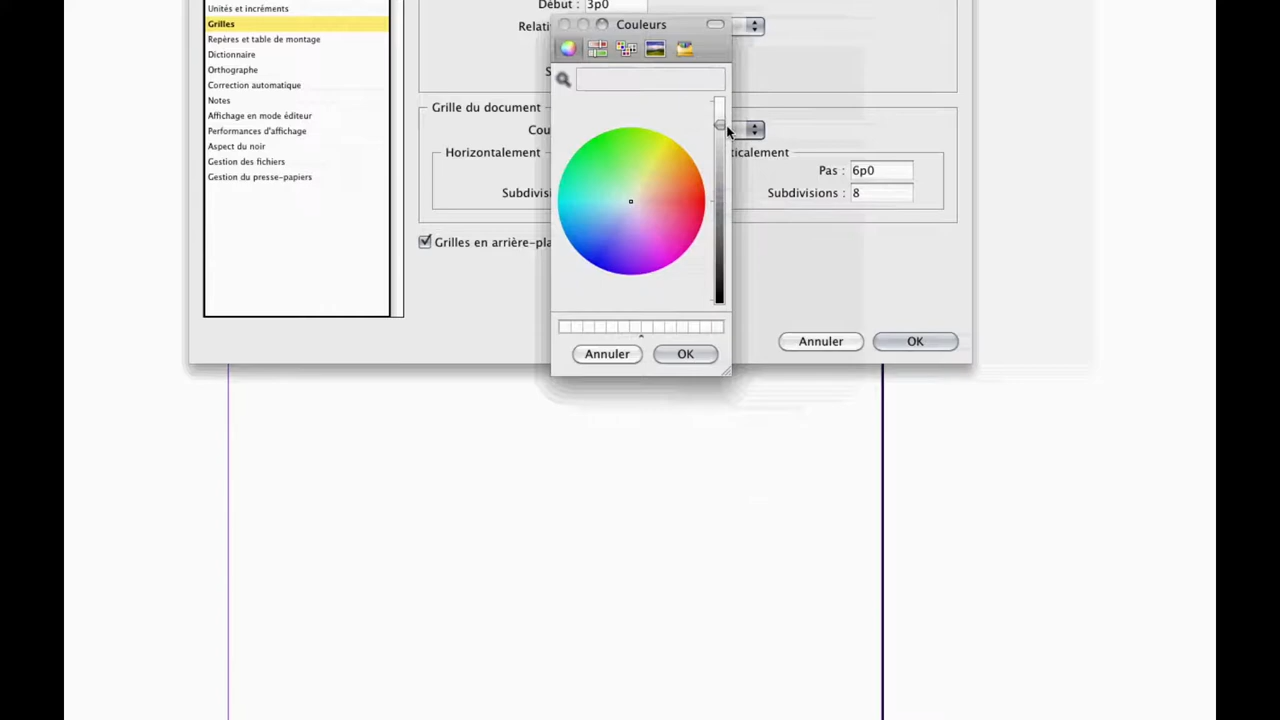 Unités et incréments
Grilles
Repères et table de montage
Dictionnaire
Orthographe
Correction automatique
Notes
Affichage en mode éditeur
Performances d'affichage
Aspect du noir
Gestion des fichiers
Gestion du presse-papiers
Début : 3p0
Relati
S
Grille du document
Cou
Horizontalement
ticalement
Pas : 6p0
Subdivisi
Subdivisions : 8
Grilles en arrière-pla
Annuler
OK
Couleurs
Annuler
OK